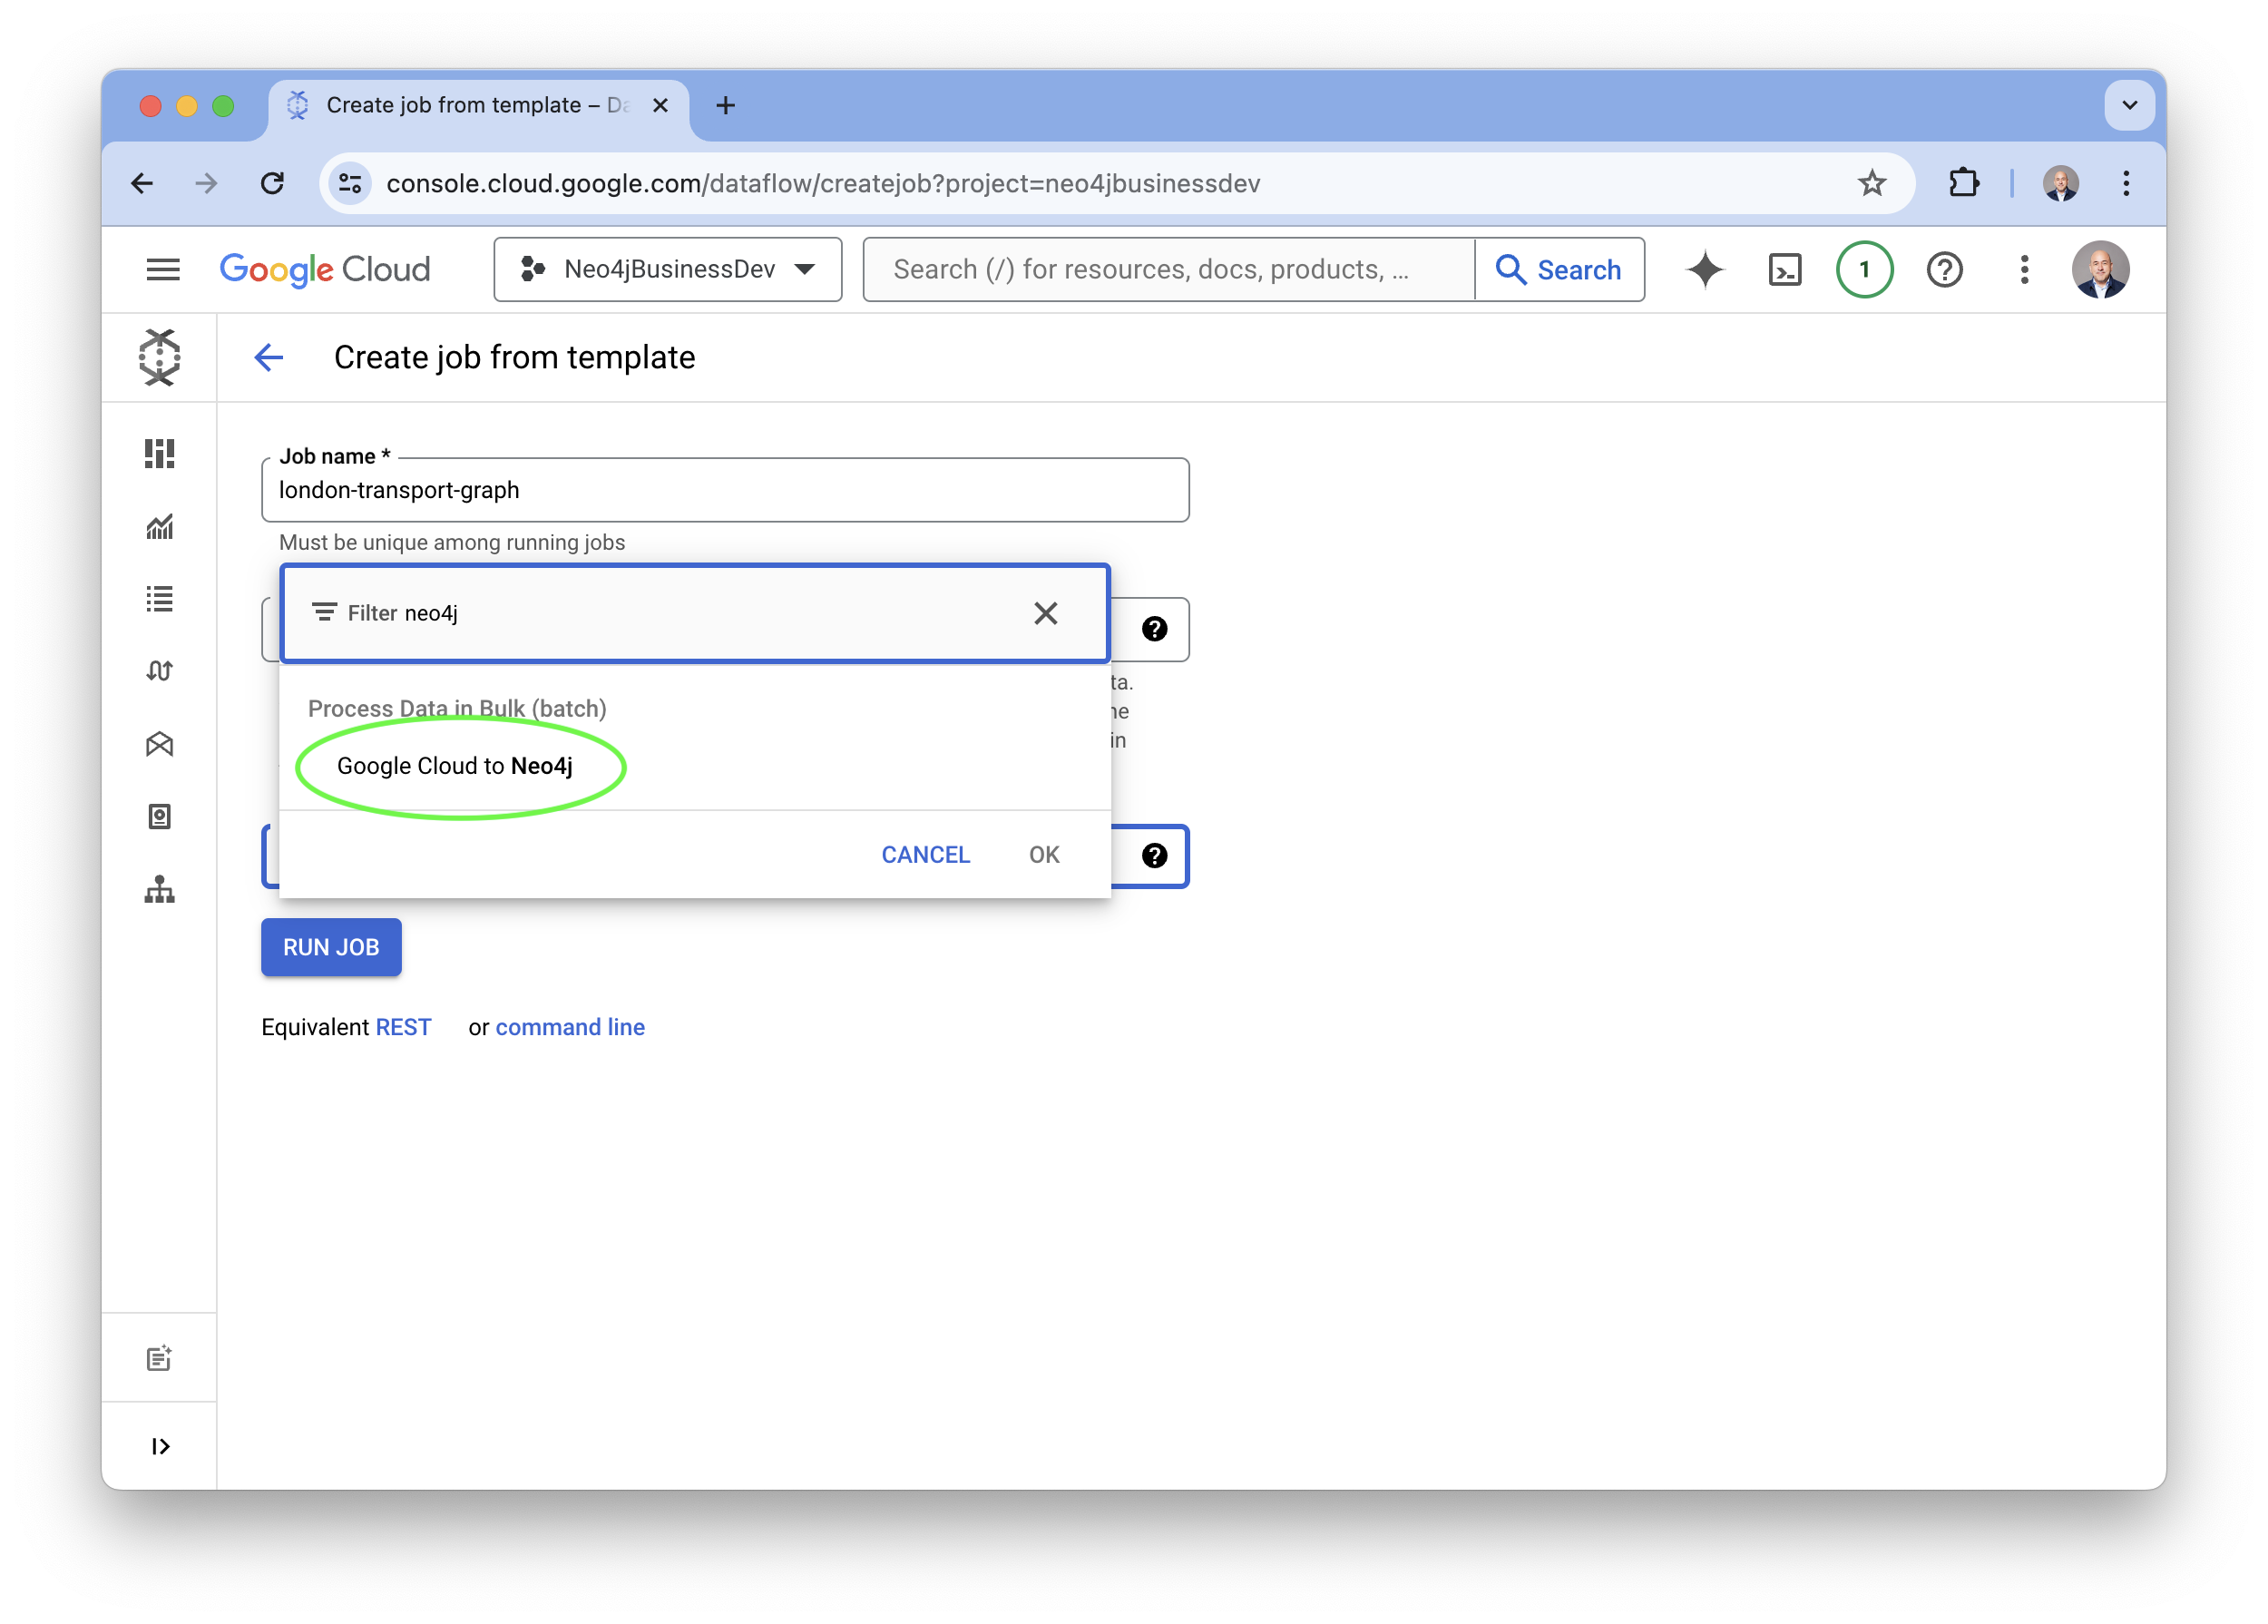 Create job from template – Da
console.cloud.google.com/dataflow/createjob?project=neo4jbusinessdev
Google Cloud
Neo4jBusinessDev
Search (/) for resources, docs, products, ...
Search
1
Create job from template
Job name *
london-transport-graph
Must be unique among running jobs
Filter neo4j
ta.
Process Data in Bulk (batch)
ne
in
Google Cloud to Neo4j
CANCEL
OK
RUN JOB
Equivalent REST or command line